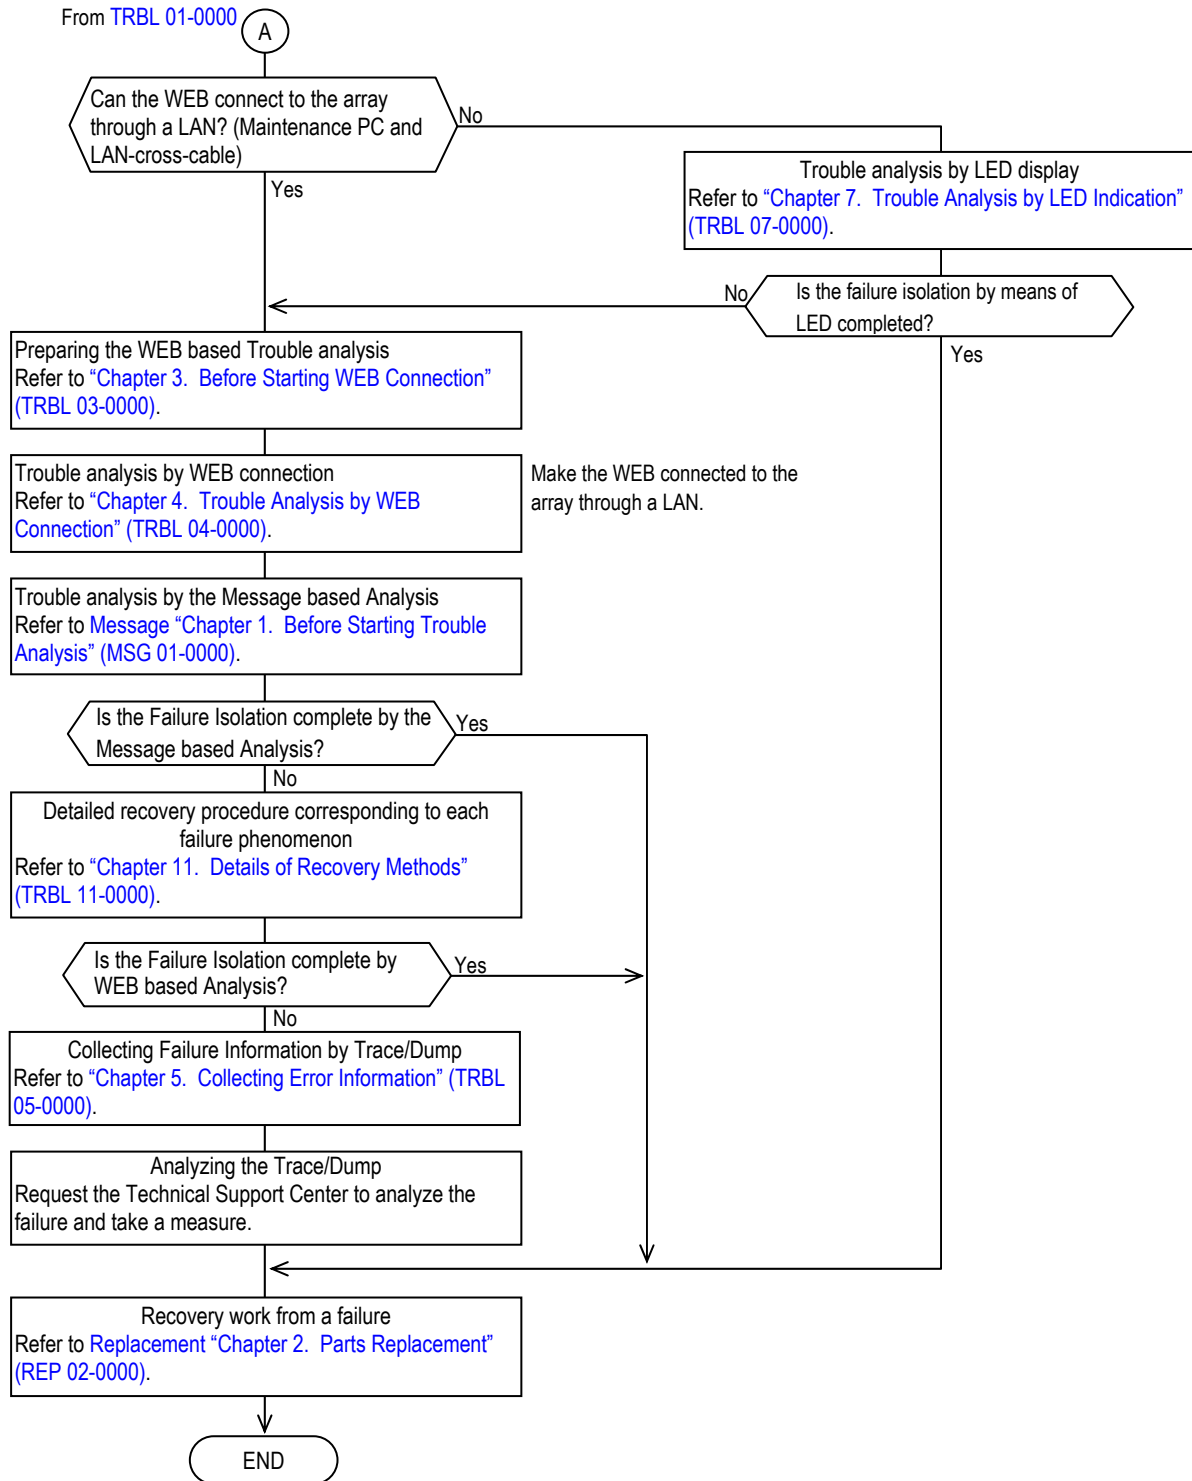 From TRBL 01-0000
A
Can the WEB connect to the array
through a LAN? (Maintenance PC and
LAN-cross-cable)
No
Yes
Trouble analysis by LED display
Refer to “Chapter 7.  Trouble Analysis by LED Indication”
(TRBL 07-0000).
Is the failure isolation by means of
LED completed?
No
Yes
Preparing the WEB based Trouble analysis
Refer to “Chapter 3.  Before Starting WEB Connection”
(TRBL 03-0000).
Trouble analysis by WEB connection
Refer to “Chapter 4.  Trouble Analysis by WEB
Connection” (TRBL 04-0000).
Make the WEB connected to the
array through a LAN.
Trouble analysis by the Message based Analysis
Refer to Message “Chapter 1.  Before Starting Trouble
Analysis” (MSG 01-0000).
Is the Failure Isolation complete by the
Message based Analysis?
Yes
No
Detailed recovery procedure corresponding to each
failure phenomenon
Refer to “Chapter 11.  Details of Recovery Methods”
(TRBL 11-0000).
Is the Failure Isolation complete by
WEB based Analysis?
Yes
No
Collecting Failure Information by Trace/Dump
Refer to “Chapter 5.  Collecting Error Information” (TRBL
05-0000).
Analyzing the Trace/Dump
Request the Technical Support Center to analyze the
failure and take a measure.
Recovery work from a failure
Refer to Replacement “Chapter 2.  Parts Replacement”
(REP 02-0000).
END